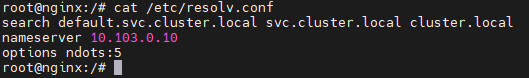 root@nginx:/# cat /etc/resolv.conf
search default.svc.cluster.local svc.cluster.local cluster.local
nameserver 10.103.0.10
options ndots:5
root@nginx:/#